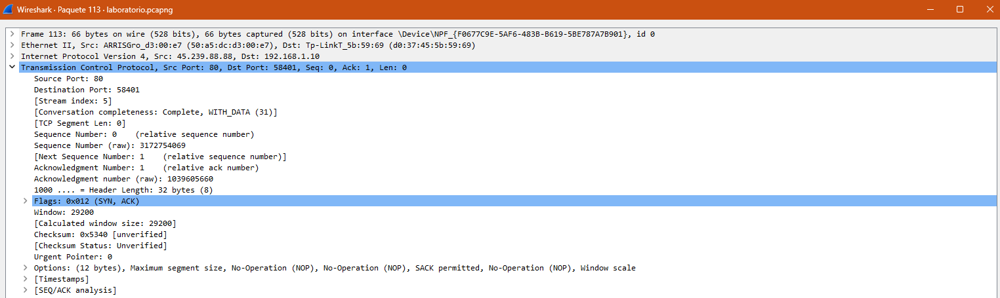 Wireshark · Paquete 113 · laboratorio.pcapng
Frame 113: 66 bytes on wire (528 bits), 66 bytes captured (528 bits) on interface \Device\NPF_{F0677C9E-5AF6-483B-B619-5BE787A7B901}, id 0
Ethernet II, Src: ARRISGro_d3:00:e7 (50:a5:dc:d3:00:e7), Dst: Tp-LinkT_5b:59:69 (d0:37:45:5b:59:69)
Internet Protocol Version 4, Src: 45.239.88.88, Dst: 192.168.1.10
Transmission Control Protocol, Src Port: 80, Dst Port: 58401, Seq: 0, Ack: 1, Len: 0
Source Port: 80
Destination Port: 58401
[Stream index: 5]
[Conversation completeness: Complete, WITH_DATA (31)]
[TCP Segment Len: 0]
Sequence Number: 0    (relative sequence number)
Sequence Number (raw): 3172754069
[Next Sequence Number: 1    (relative sequence number)]
Acknowledgment Number: 1    (relative ack number)
Acknowledgment number (raw): 1039605660
1000 .... = Header Length: 32 bytes (8)
Flags: 0x012 (SYN, ACK)
Window: 29200
[Calculated window size: 29200]
Checksum: 0x5340 [unverified]
[Checksum Status: Unverified]
Urgent Pointer: 0
Options: (12 bytes), Maximum segment size, No-Operation (NOP), No-Operation (NOP), SACK permitted, No-Operation (NOP), Window scale
[Timestamps]
[SEQ/ACK analysis]